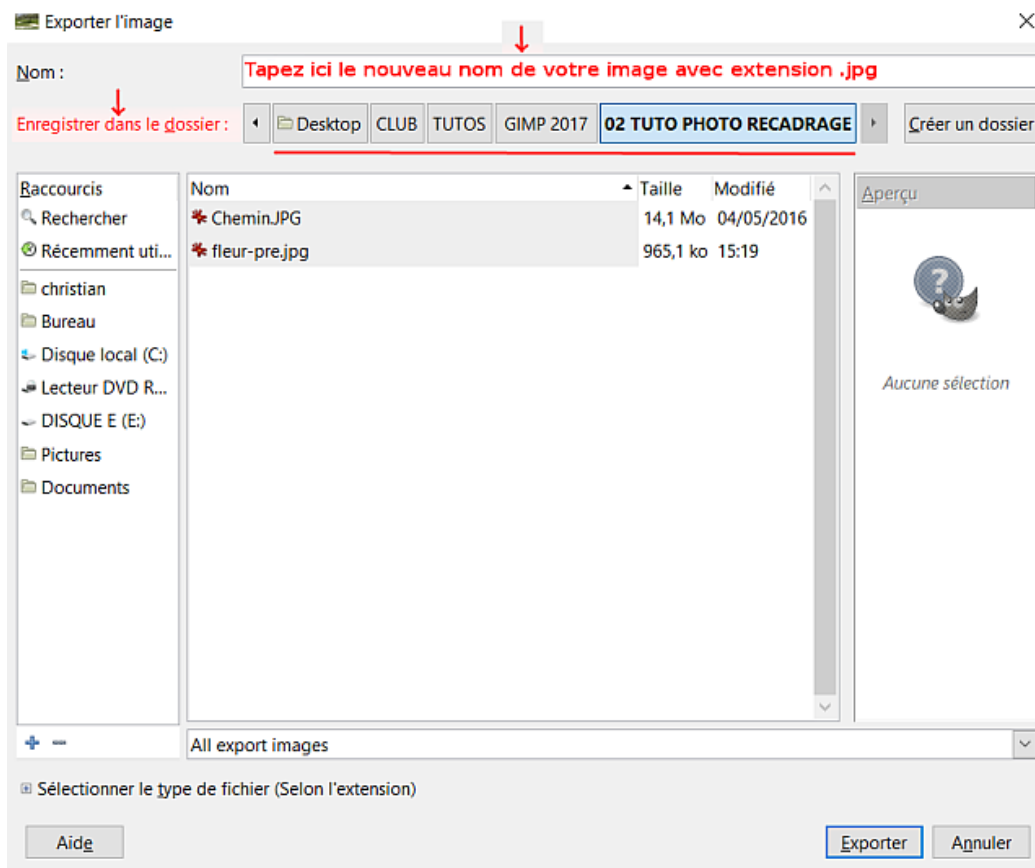 Exporter l'image
Nom :
Tapez ici le nouveau nom de votre image avec extension .jpg
Enregistrer dans le dossier :
Desktop CLUB TUTOS GIMP 2017 02 TUTO PHOTO RECADRAGE
Créer un dossier
Raccourcis
Rechercher
Récemment uti...
christian
Bureau
Disque local (C:)
Lecteur DVD R...
DISQUE E (E:)
Pictures
Documents
Nom Taille Modifié
Chemin.JPG 14,1 Mo 04/05/2016
fleur-pre.jpg 965,1 ko 15:19
Aperçu
Aucune sélection
All export images
Sélectionner le type de fichier (Selon l'extension)
Aide Exporter Annuler